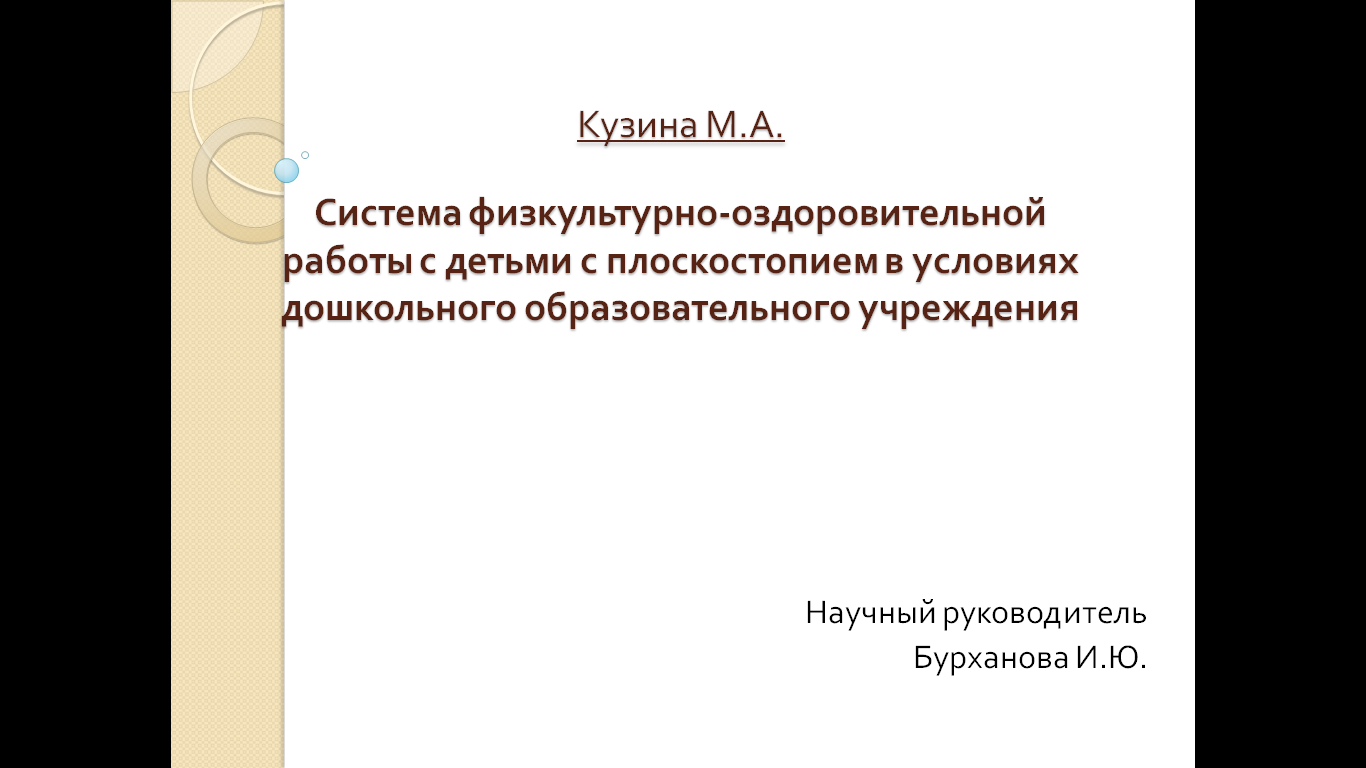 Кузина М.А.
Система физкультурно-оздоровительной
работы с детьми с плоскостопием в условиях
дошкольного образовательного учреждения
Научный руководитель
Бурханова И.Ю.